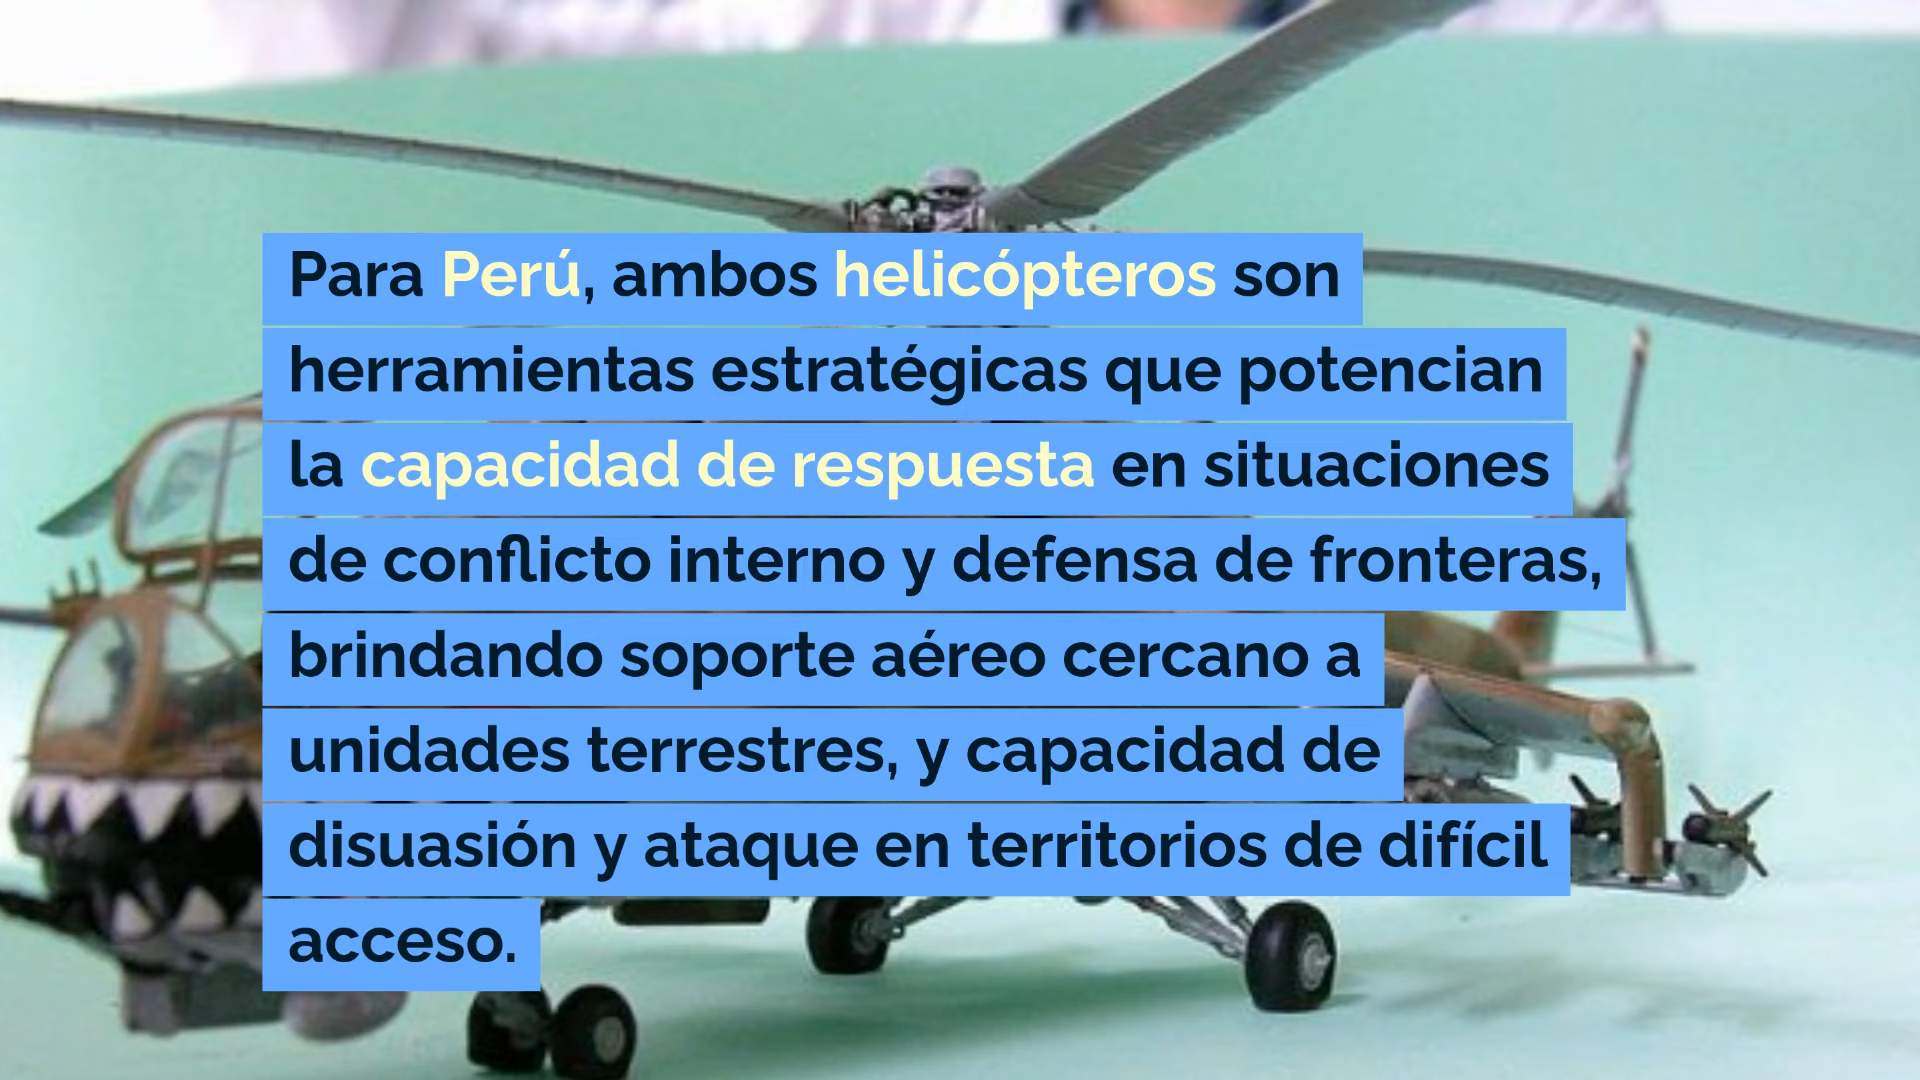 Para Perú, ambos helicópteros son
herramientas estratégicas que potencian
la capacidad de respuesta en situaciones
de conflicto interno y defensa de fronteras,
brindando soporte aéreo cercano a
unidades terrestres, y capacidad de
disuasión y ataque en territorios de difícil
acceso.